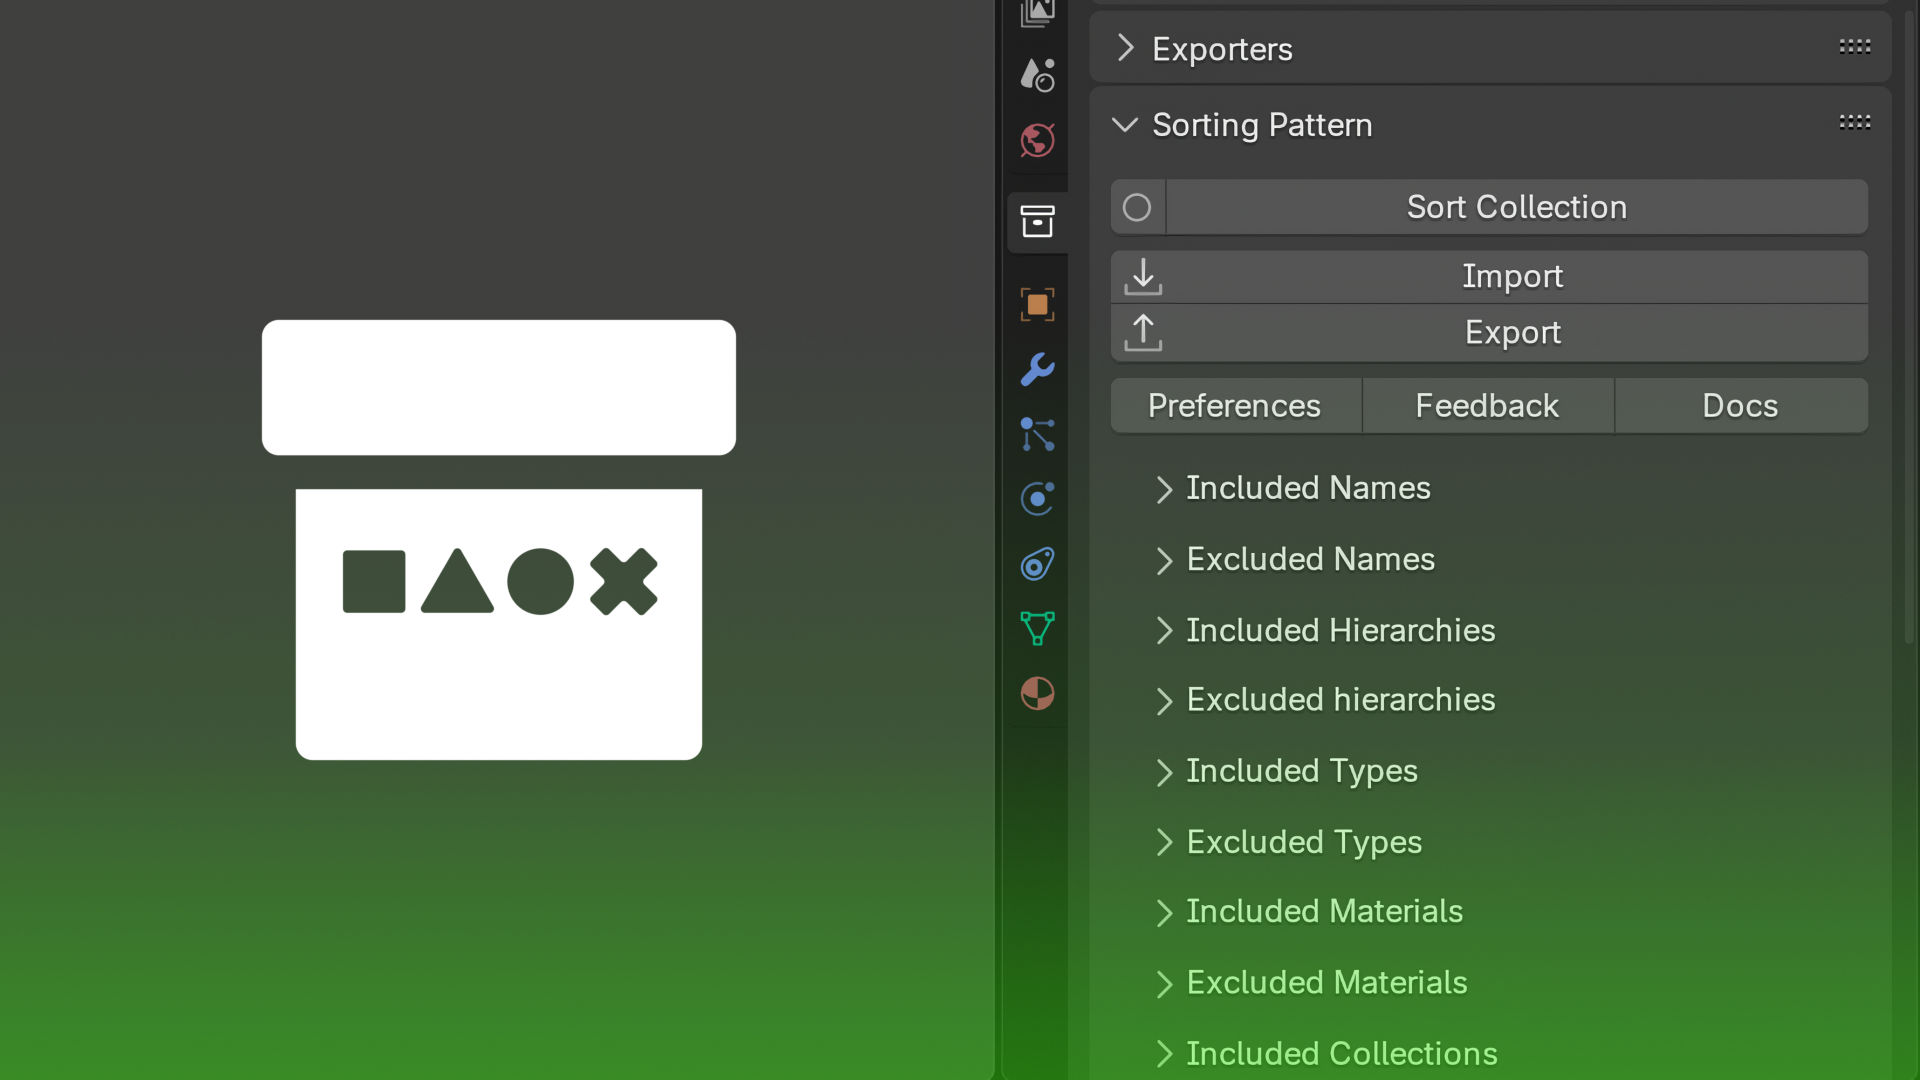 Exporters
Sorting Pattern
Sort Collection
Import
Export
Preferences Feedback Docs
Included Names
Excluded Names
Included Hierarchies
Excluded hierarchies
Included Types
Excluded Types
Included Materials
Excluded Materials
Included Collections